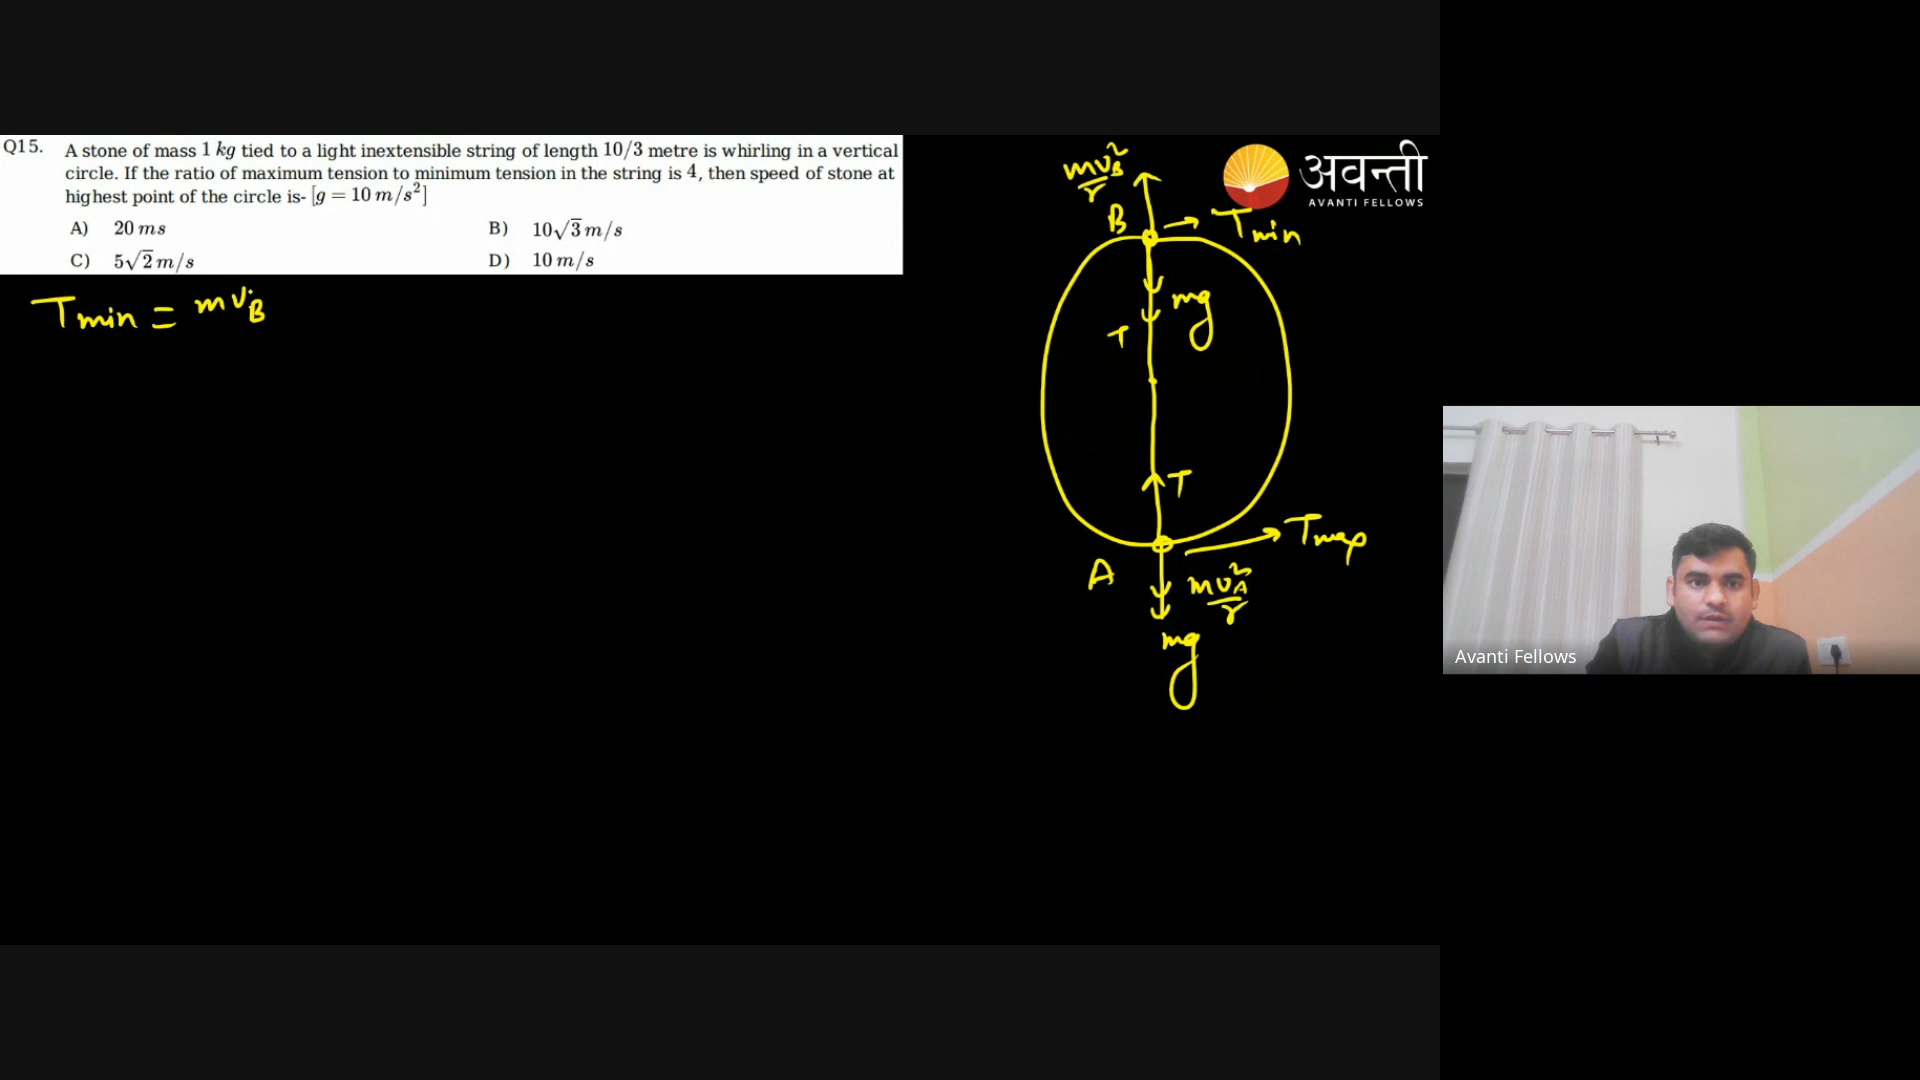 Q15. A stone of mass 1 kg tied to a light inextensible string of length 10/3 metre is whirling in a vertical
circle. If the ratio of maximum tension to minimum tension in the string is 4, then speed of stone at
highest point of the circle is- [g = 10 m/s²]
A) 20 ms B) 10√3 m/s
C) 5√2 m/s D) 10 m/s
Tmin = mvB
mvB²/r
B → Tmin
mg
T
T
Tmax
A
mvA²/r
mg
अवन्ती
AVANTI FELLOWS
Avanti Fellows